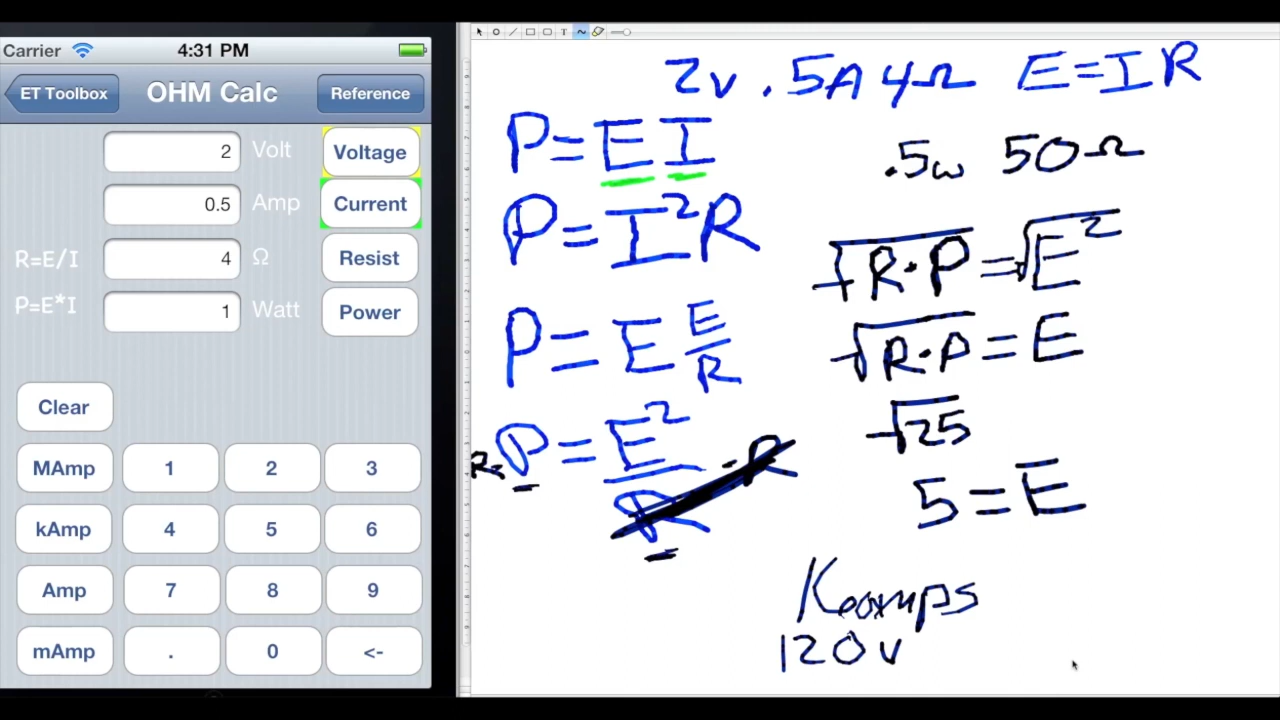 Carrier 4:31 PM
ET Toolbox OHM Calc Reference
2 Volt Voltage
0.5 Amp Current
R=E/I 4 Ω Resist
P=E*I 1 Watt Power
Clear
MAmp 1 2 3
kAmp 4 5 6
Amp 7 8 9
mAmp . 0 <-
T
2v .5A 4Ω E=IR
P=EI
P=I²R
P=E E/R
R·P=E²/R ·R
.5w 50Ω
√R·P=√E²
√R·P=E
√25
5=E
120v